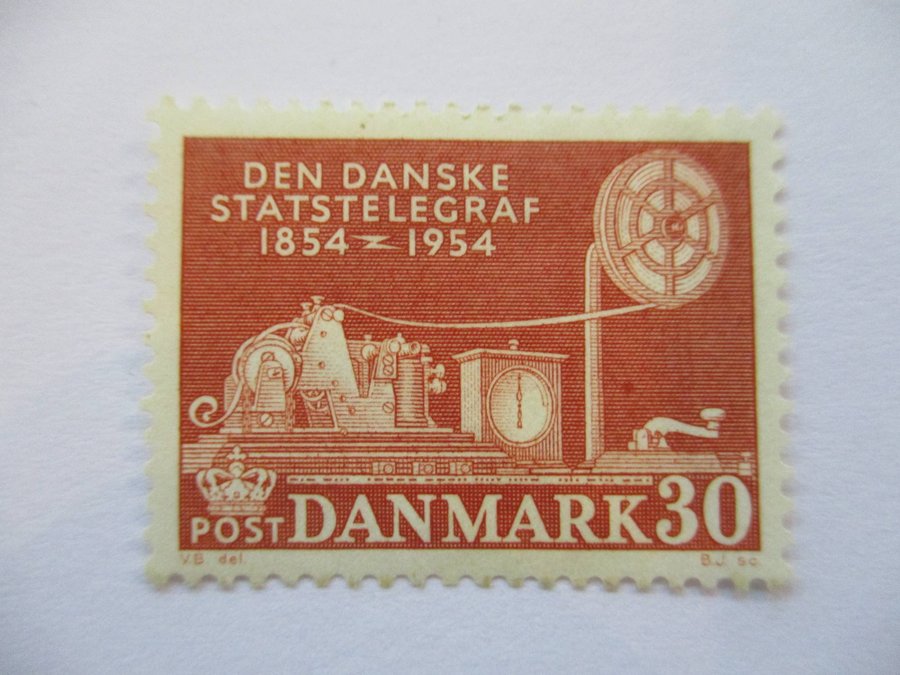 DEN DANSKE
STATSTELEGRAF
1854 1954
POST DANMARK 30
V.B. del. B.J. sc.